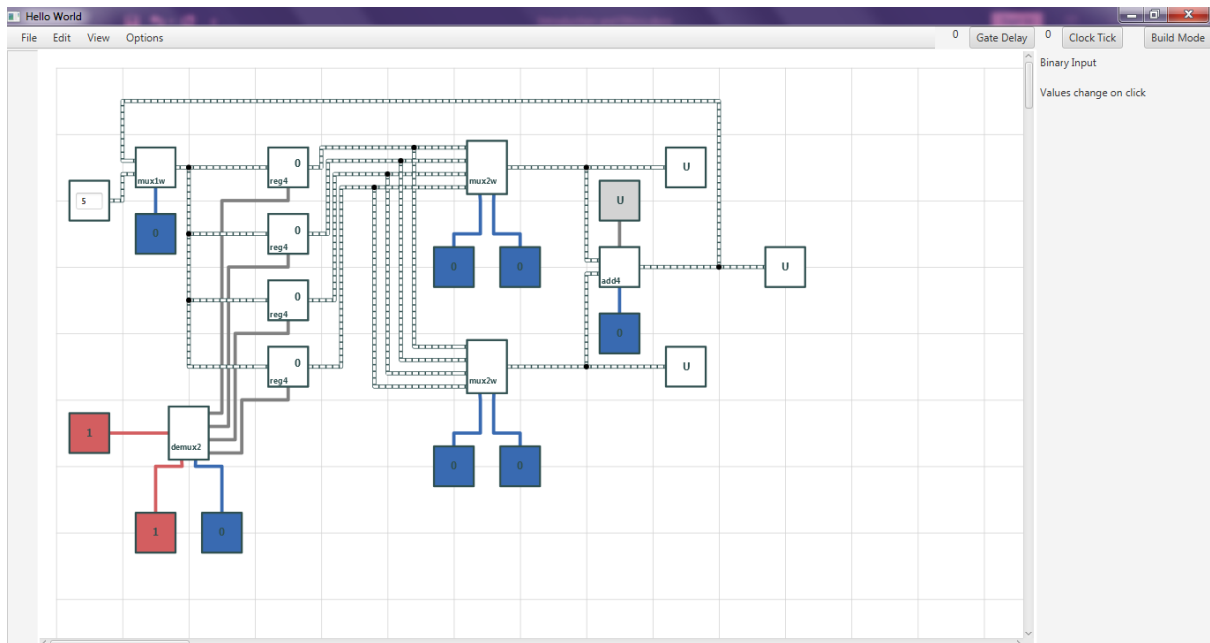 Hello World
File Edit View Options 0 Gate Delay 0 Clock Tick Build Mode
Binary Input
Values change on click
mux1w
0
reg4
mux2w
U
5
U
0
0
reg4
0
0
add4
U
0
reg4
0
0
reg4
mux2w
U
1
demux2
0
0
1
0